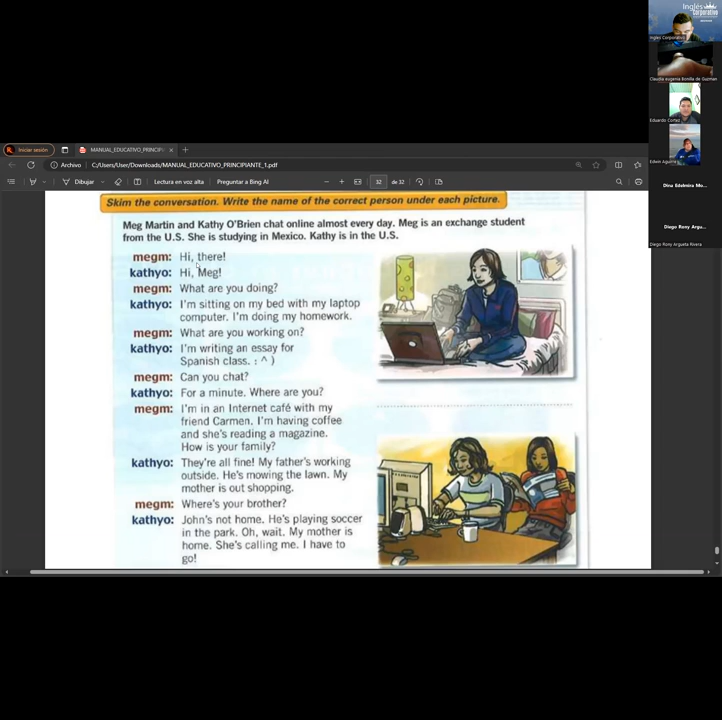 Inglés
Corporativo
Inglés Corporativo
Claudia eugenia Bonilla de Guzman
Eduardo Cortez
Edwin Aguirre
Dina Edelmira Mo...
Diego Rony Argu...
Diego Rony Argueta Rivera
Iniciar sesión
MANUAL_EDUCATIVO_PRINCIPI
Archivo
C:/Users/User/Downloads/MANUAL_EDUCATIVO_PRINCIPIANTE_1.pdf
Dibujar
Lectura en voz alta
Preguntar a Bing AI
32
de 32
Skim the conversation. Write the name of the correct person under each picture.
Meg Martin and Kathy O'Brien chat online almost every day. Meg is an exchange student
from the U.S. She is studying in Mexico. Kathy is in the U.S.
megm: Hi, there!
kathyo: Hi, Meg!
megm: What are you doing?
kathyo: I'm sitting on my bed with my laptop
computer. I'm doing my homework.
megm: What are you working on?
kathyo: I'm writing an essay for
Spanish class. : ^ )
megm: Can you chat?
kathyo: For a minute. Where are you?
megm: I'm in an Internet café with my
friend Carmen. I'm having coffee
and she's reading a magazine.
How is your family?
kathyo: They're all fine! My father's working
outside. He's mowing the lawn. My
mother is out shopping.
megm: Where's your brother?
kathyo: John's not home. He's playing soccer
in the park. Oh, wait. My mother is
home. She's calling me. I have to
go!